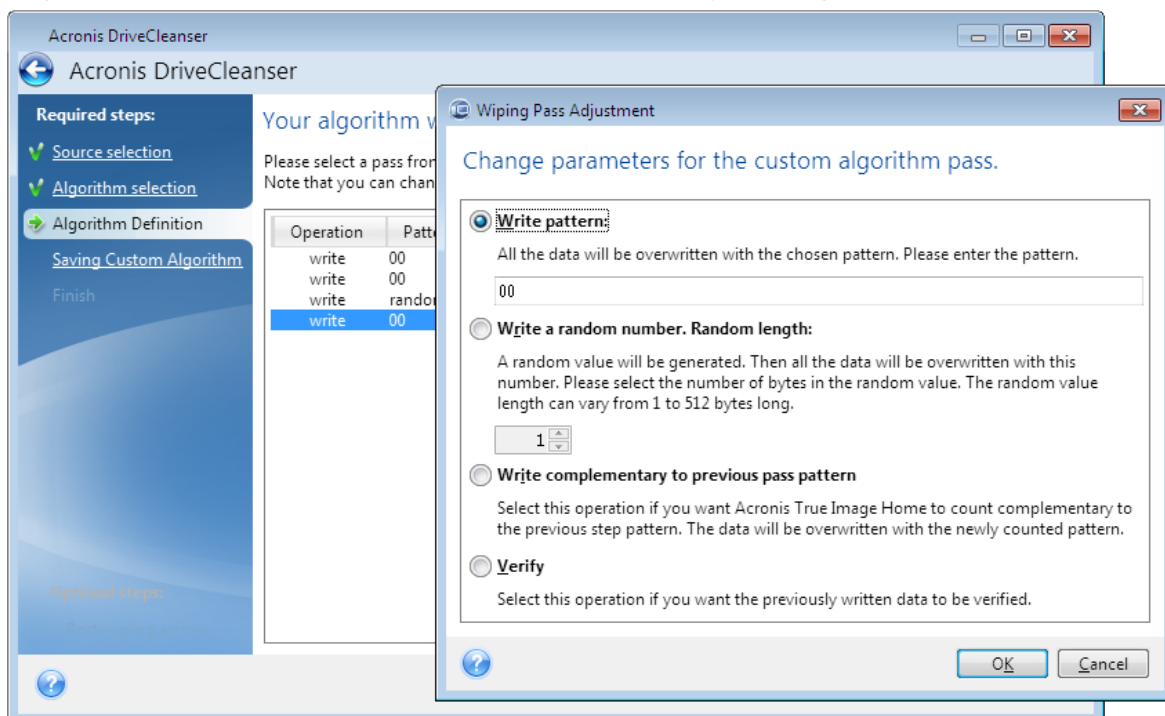 Acronis DriveCleanser
Acronis DriveCleanser
Required steps:
Source selection
Algorithm selection
Algorithm Definition
Saving Custom Algorithm
Finish
Your algorithm
Please select a pass from
Note that you can chan
Operation Patt
write 00
write 00
write random
write 00
Wiping Pass Adjustment
Change parameters for the custom algorithm pass.
Write pattern:
All the data will be overwritten with the chosen pattern. Please enter the pattern.
00
Write a random number. Random length:
A random value will be generated. Then all the data will be overwritten with this
number. Please select the number of bytes in the random value. The random value
length can vary from 1 to 512 bytes long.
1
Write complementary to previous pass pattern
Select this operation if you want Acronis True Image Home to count complementary to
the previous step pattern. The data will be overwritten with the newly counted pattern.
Verify
Select this operation if you want the previously written data to be verified.
OK Cancel